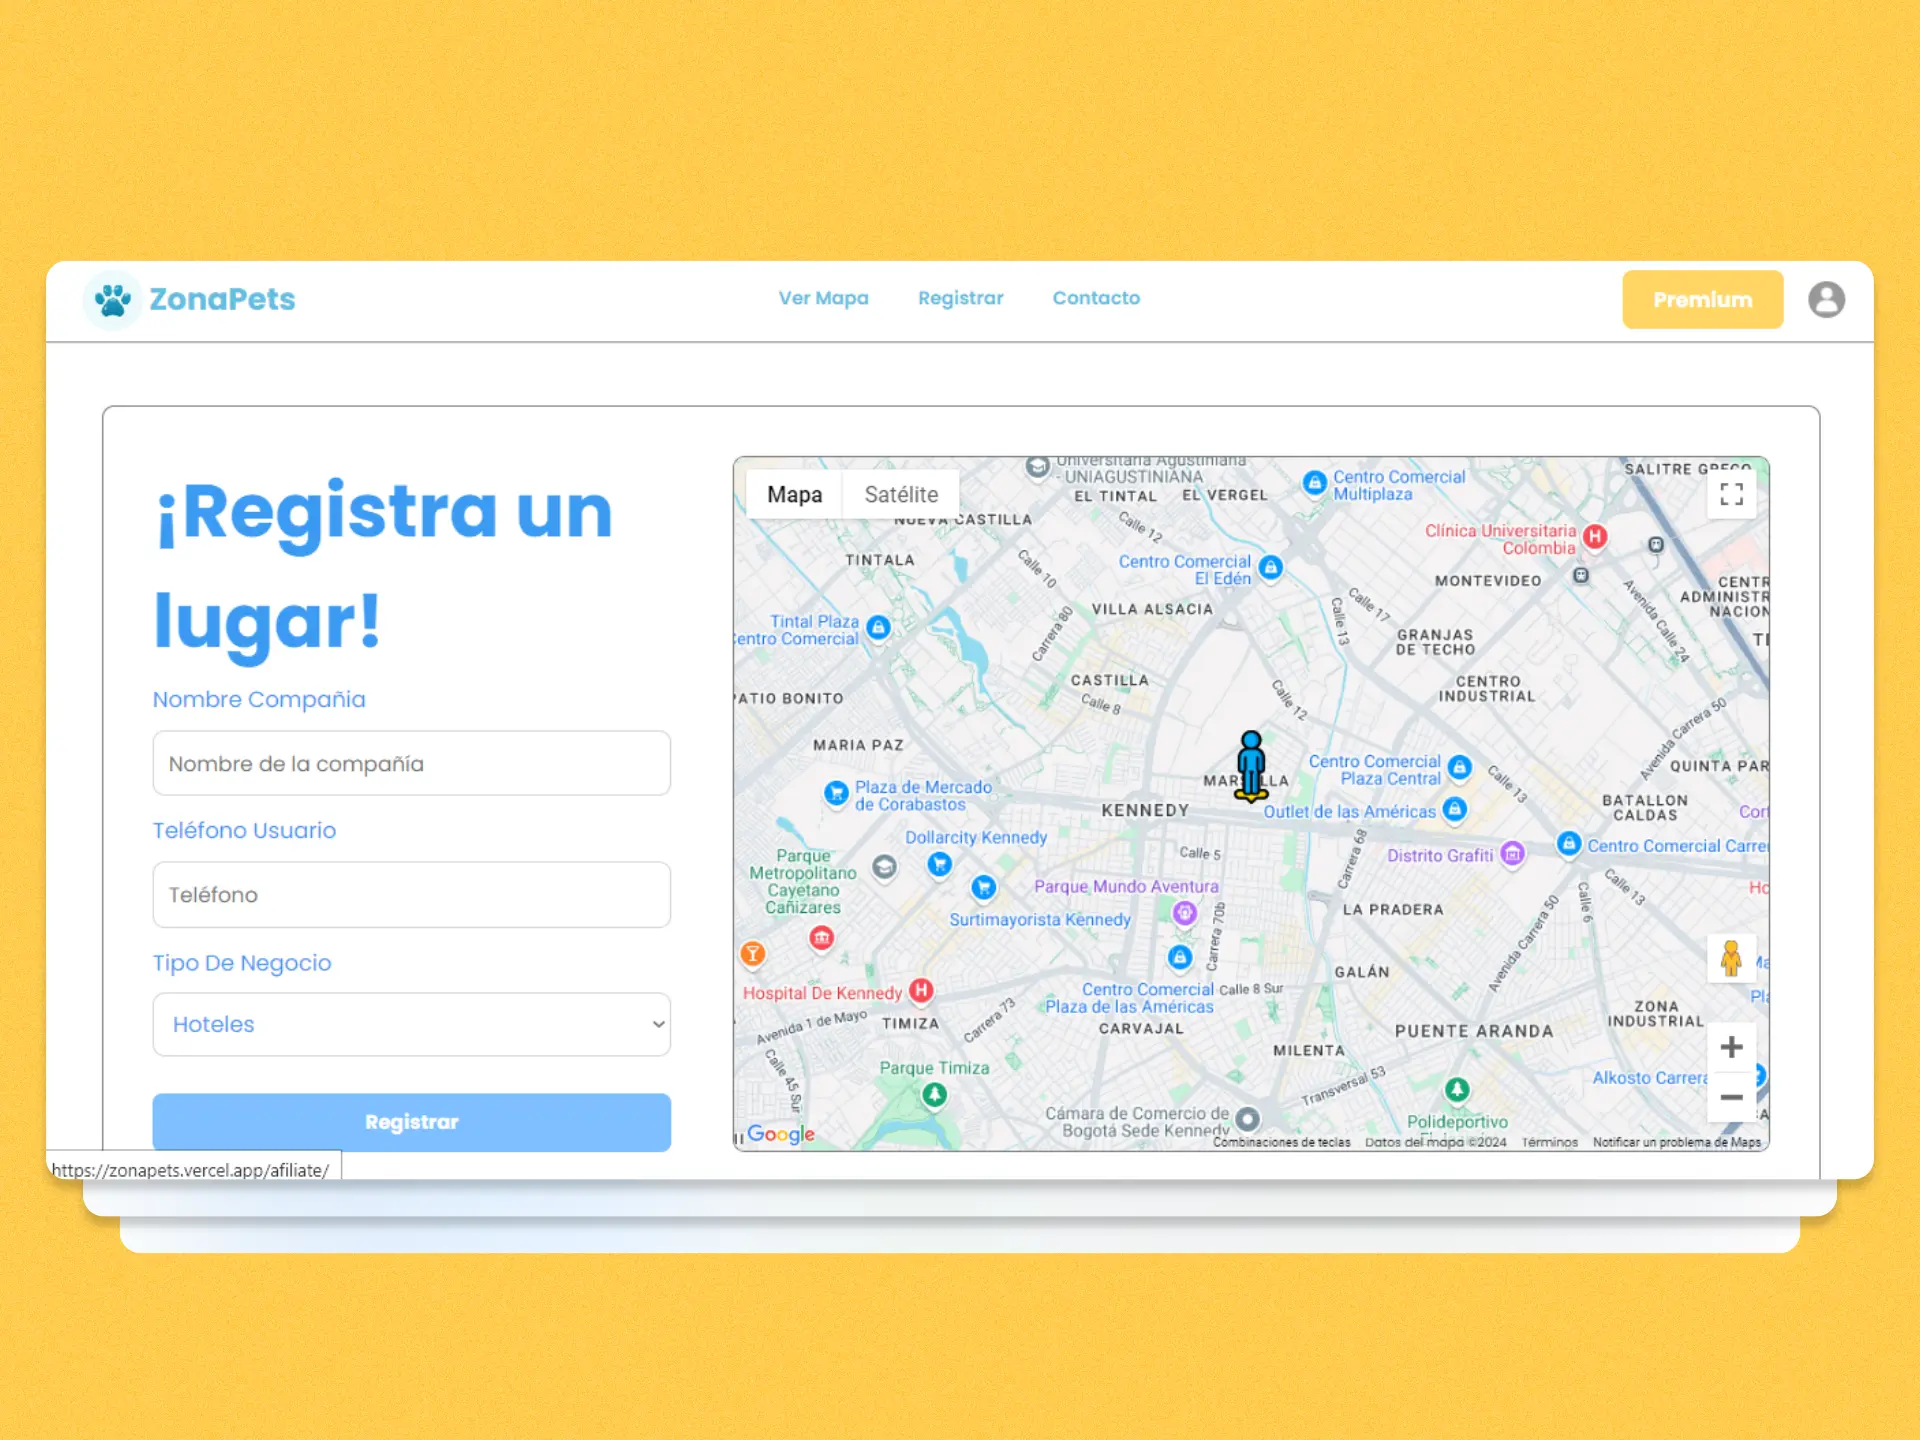 ZonaPets
Ver Mapa
Registrar
Contacto
Premium
¡Registra un
lugar!
Nombre Compañia
Nombre de la compañía
Teléfono Usuario
Teléfono
Tipo De Negocio
Hoteles
Registrar
https://zonapets.vercel.app/afiliate/
Mapa
Satélite
Universitaria Agustiniana
- UNIAGUSTINIANA
EL TINTAL
EL VERGEL
Centro Comercial
Multiplaza
SALITRE GRECO
NUEVA CASTILLA
Calle 12
Clínica Universitaria
Colombia
TINTALA
Calle 10
Centro Comercial
El Edén
MONTEVIDEO
CENTR
ADMINISTR
NACION
Avenida Calle 24
Calle 17
Calle 13
VILLA ALSACIA
Carrera 80
Tintal Plaza
Centro Comercial
GRANJAS
DE TECHO
CASTILLA
Calle 8
Calle 12
CENTRO
INDUSTRIAL
PATIO BONITO
Avenida Carrera 50
MARIA PAZ
Centro Comercial
Plaza Central
Calle 13
QUINTA PAR
MARSELLA
Plaza de Mercado
de Corabastos
KENNEDY
Outlet de las Américas
BATALLON
CALDAS
Dollarcity Kennedy
Calle 5
Carrera 68
Distrito Grafiti
Centro Comercial Carre
Parque
Metropolitano
Cayetano
Cañizares
Parque Mundo Aventura
Surtimayorista Kennedy
Carrera 70b
LA PRADERA
Calle 6
Calle 13
Avenida Carrera 50
GALÁN
Hospital De Kennedy
Centro Comercial
Plaza de las Américas
Calle 8 Sur
Avenida 1 de Mayo
TIMIZA
Carrera 73
CARVAJAL
PUENTE ARANDA
ZONA
INDUSTRIAL
MILENTA
Calle 45 Sur
Parque Timiza
Transversal 53
Alkosto Carrera
Cámara de Comercio de
Bogotá Sede Kennedy
Polideportivo
Google
Combinaciones de teclas
Datos del mapa ©2024
Términos
Notificar un problema de Maps